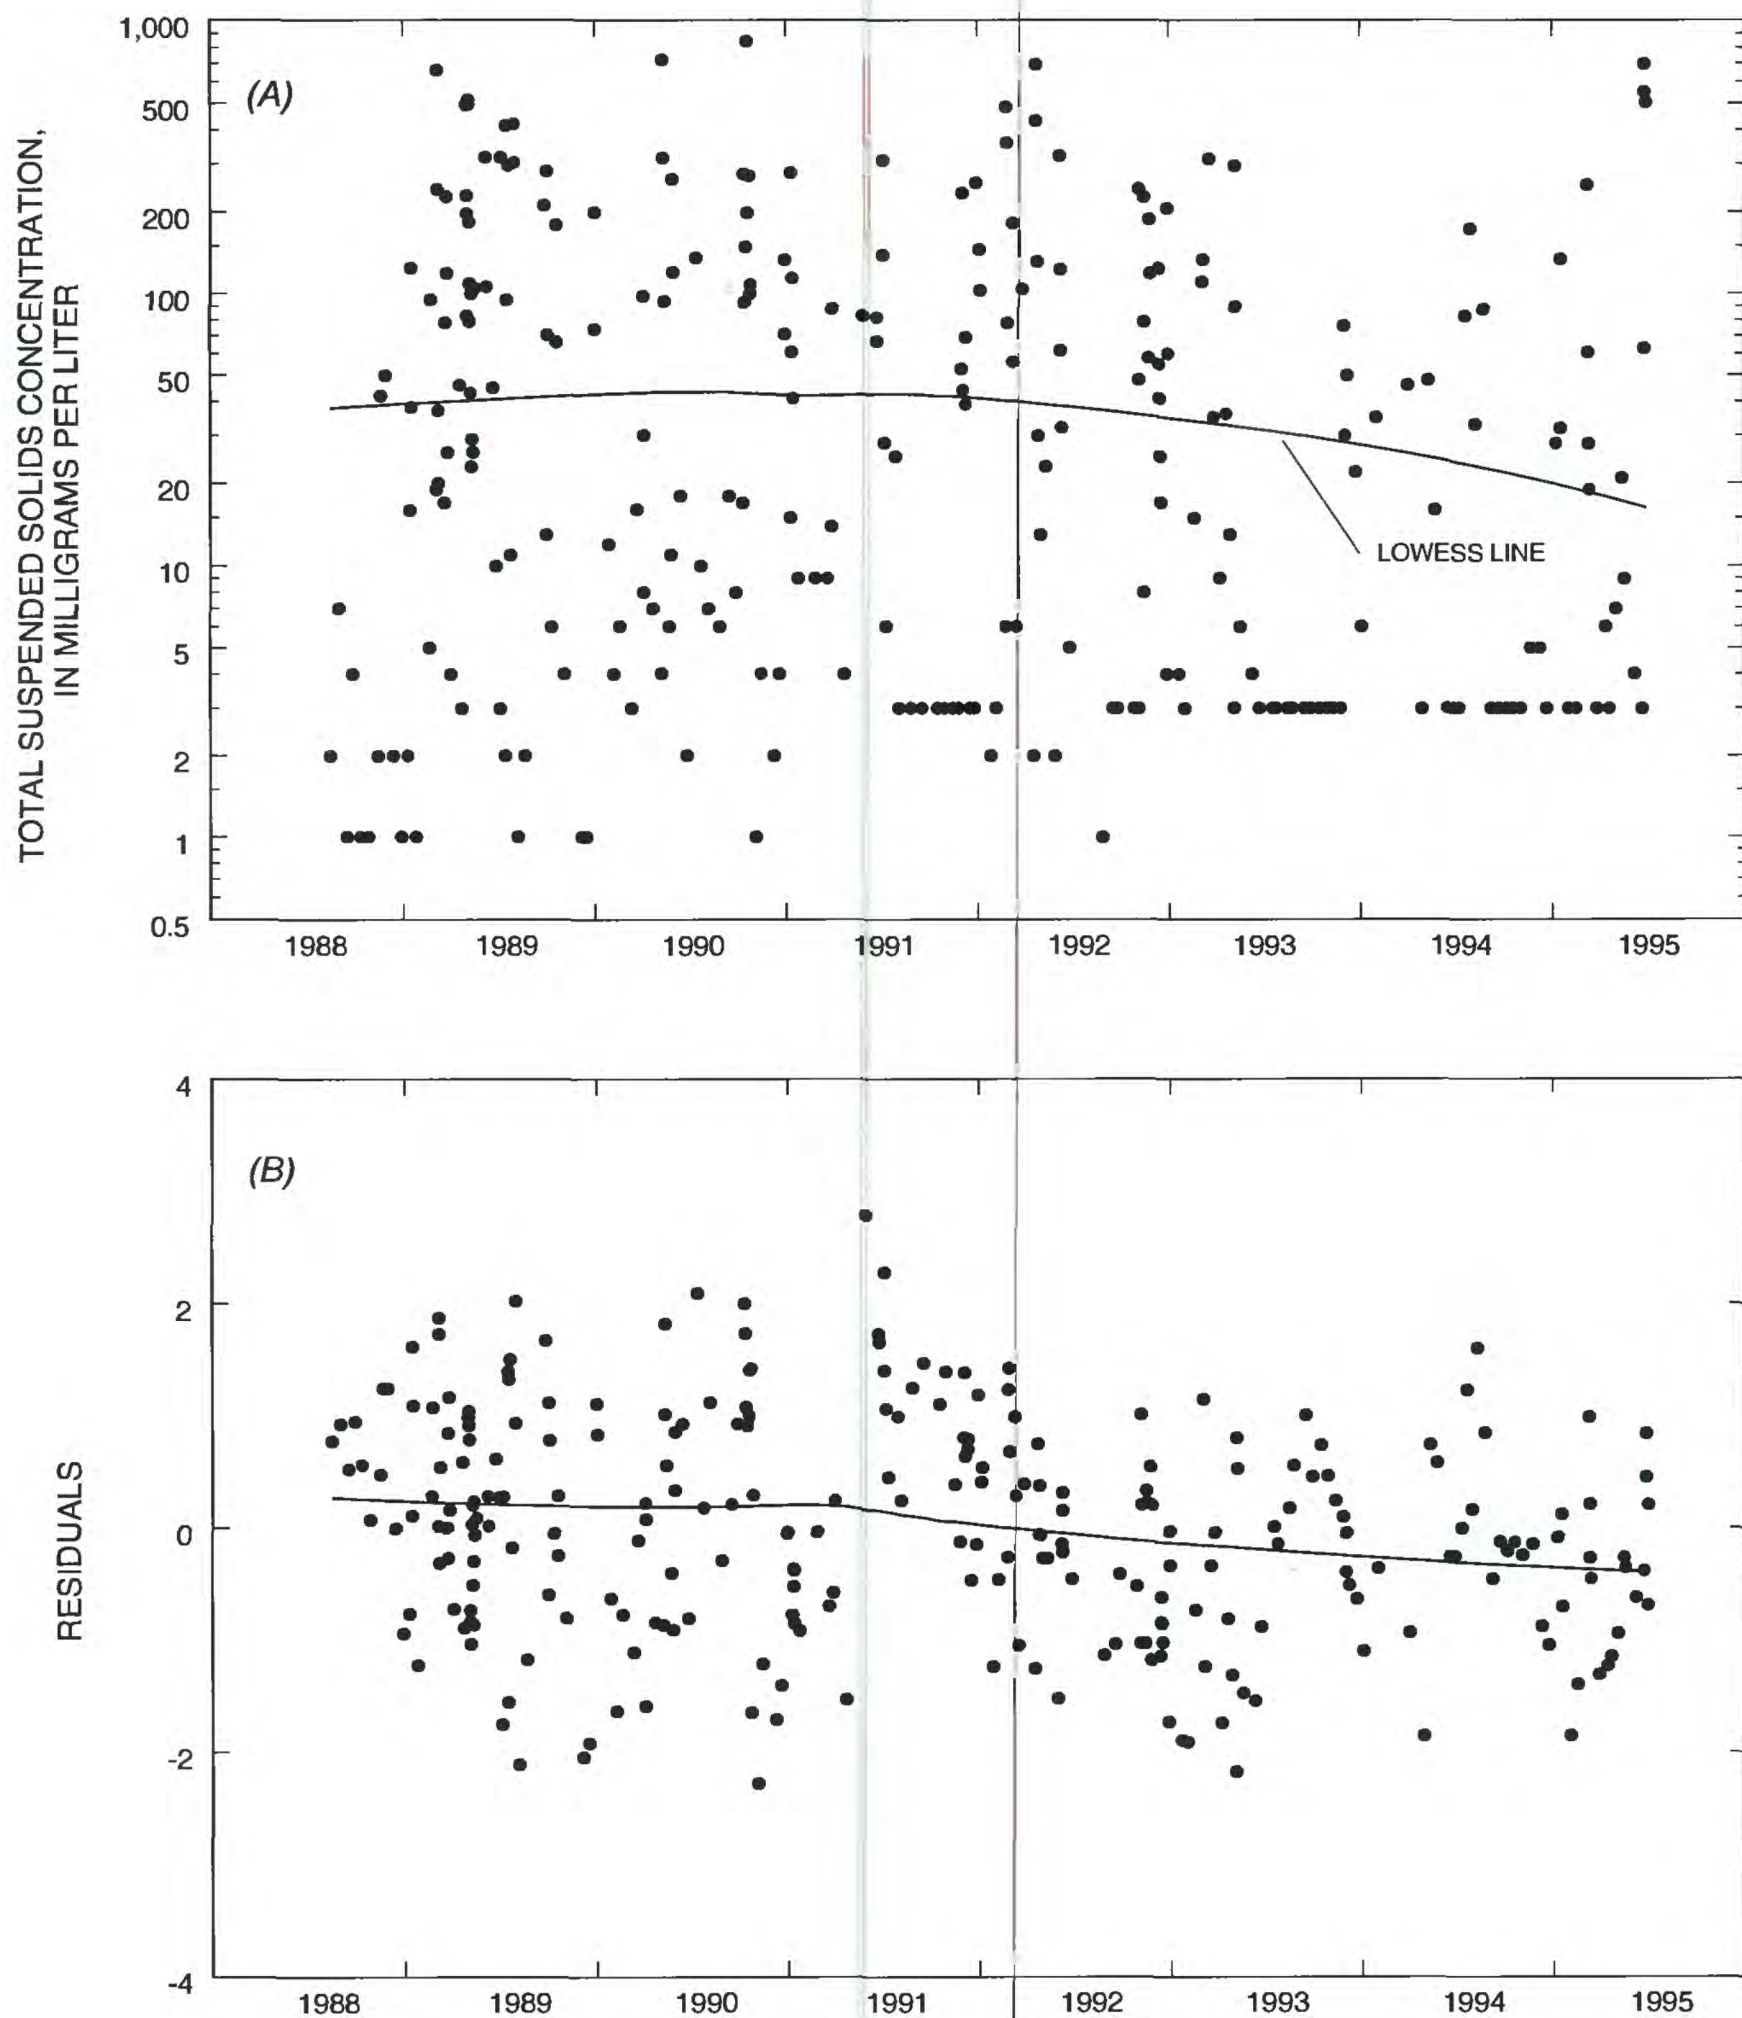 TOTAL SUSPENDED SOLIDS CONCENTRATION,
IN MILLIGRAMS PER LITER
(A)
1,000
500
200
100
50
20
10
5
2
1
0.5
LOWESS LINE
1988 1989 1990 1991 1992 1993 1994 1995
RESIDUALS
(B)
4
2
0
-2
-4
1988 1989 1990 1991 1992 1993 1994 1995